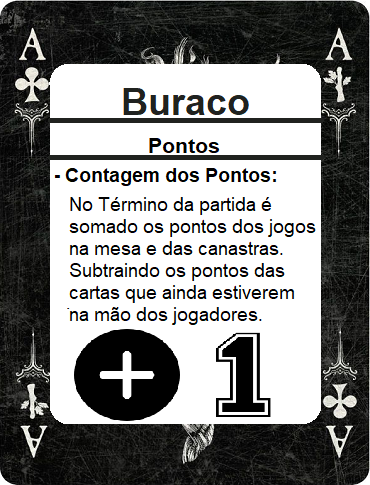 A A
Buraco
Pontos
- Contagem dos Pontos:
No Término da partida é
somado os pontos dos jogos
na mesa e das canastras.
Subtraindo os pontos das
cartas que ainda estiverem
na mão dos jogadores.
+ 1
A A